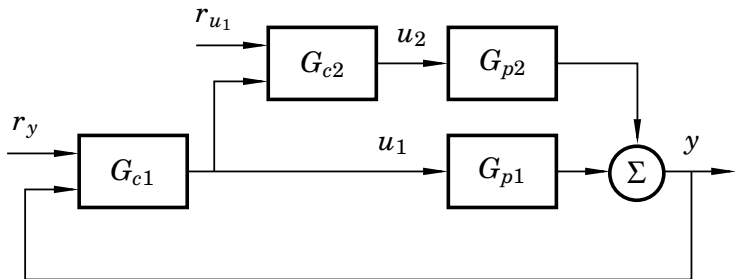 r_{u_1}
u_2
G_{c2}
G_{p2}
r_y
u_1
y
G_{c1}
G_{p1}
Σ